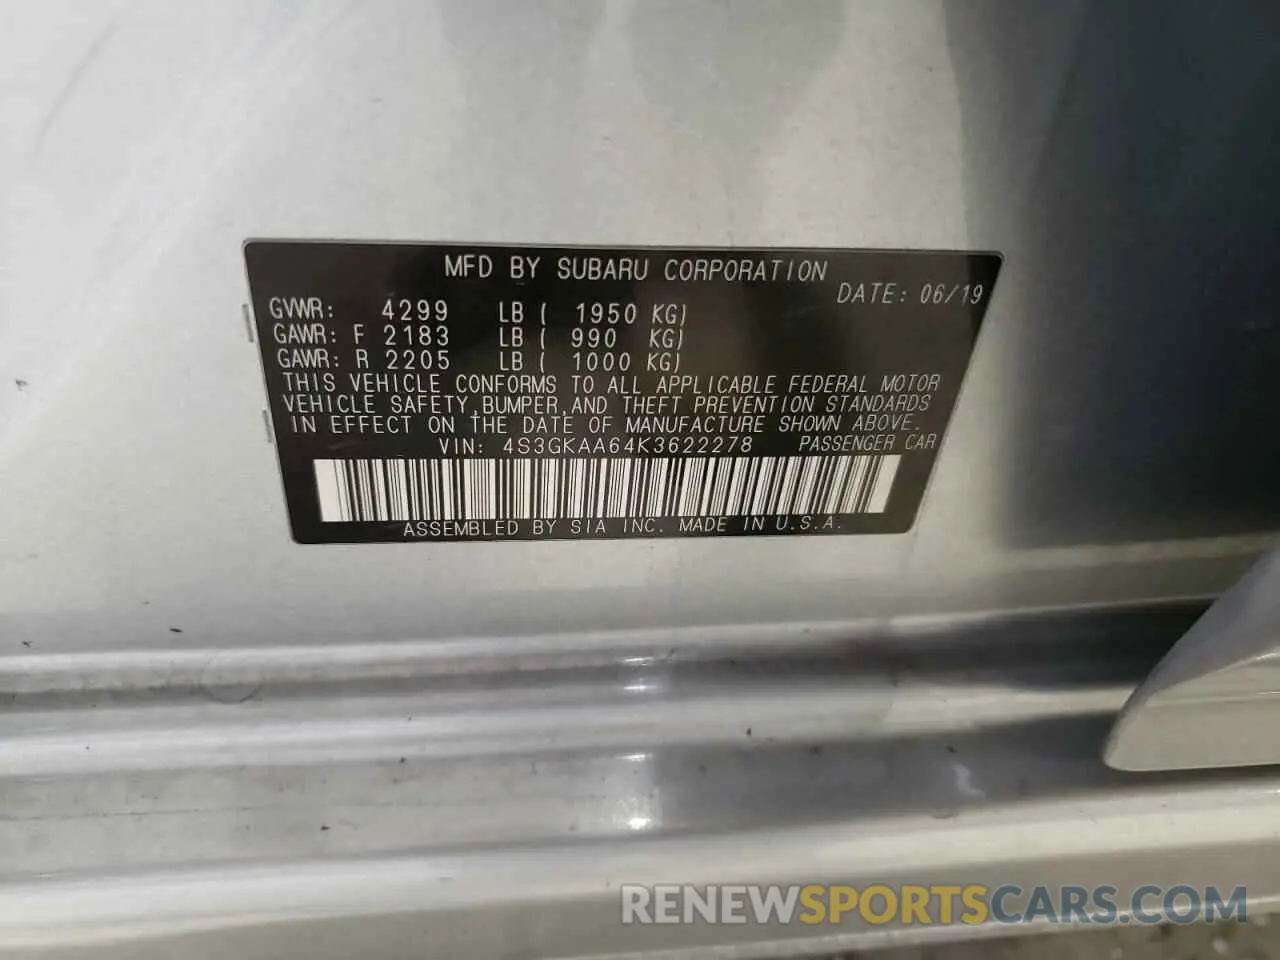 MFD BY SUBARU CORPORATION
DATE: 06/19
GVWR: 4299 LB ( 1950 KG)
GAWR: F 2183 LB ( 990 KG)
GAWR: R 2205 LB ( 1000 KG)
THIS VEHICLE CONFORMS TO ALL APPLICABLE FEDERAL MOTOR
VEHICLE SAFETY,BUMPER,AND THEFT PREVENTION STANDARDS
IN EFFECT ON THE DATE OF MANUFACTURE SHOWN ABOVE.
VIN: 4S3GKAA64K3622278 PASSENGER CAR
ASSEMBLED BY SIA INC. MADE IN U.S.A.
RENEWSPORTSCARS.COM